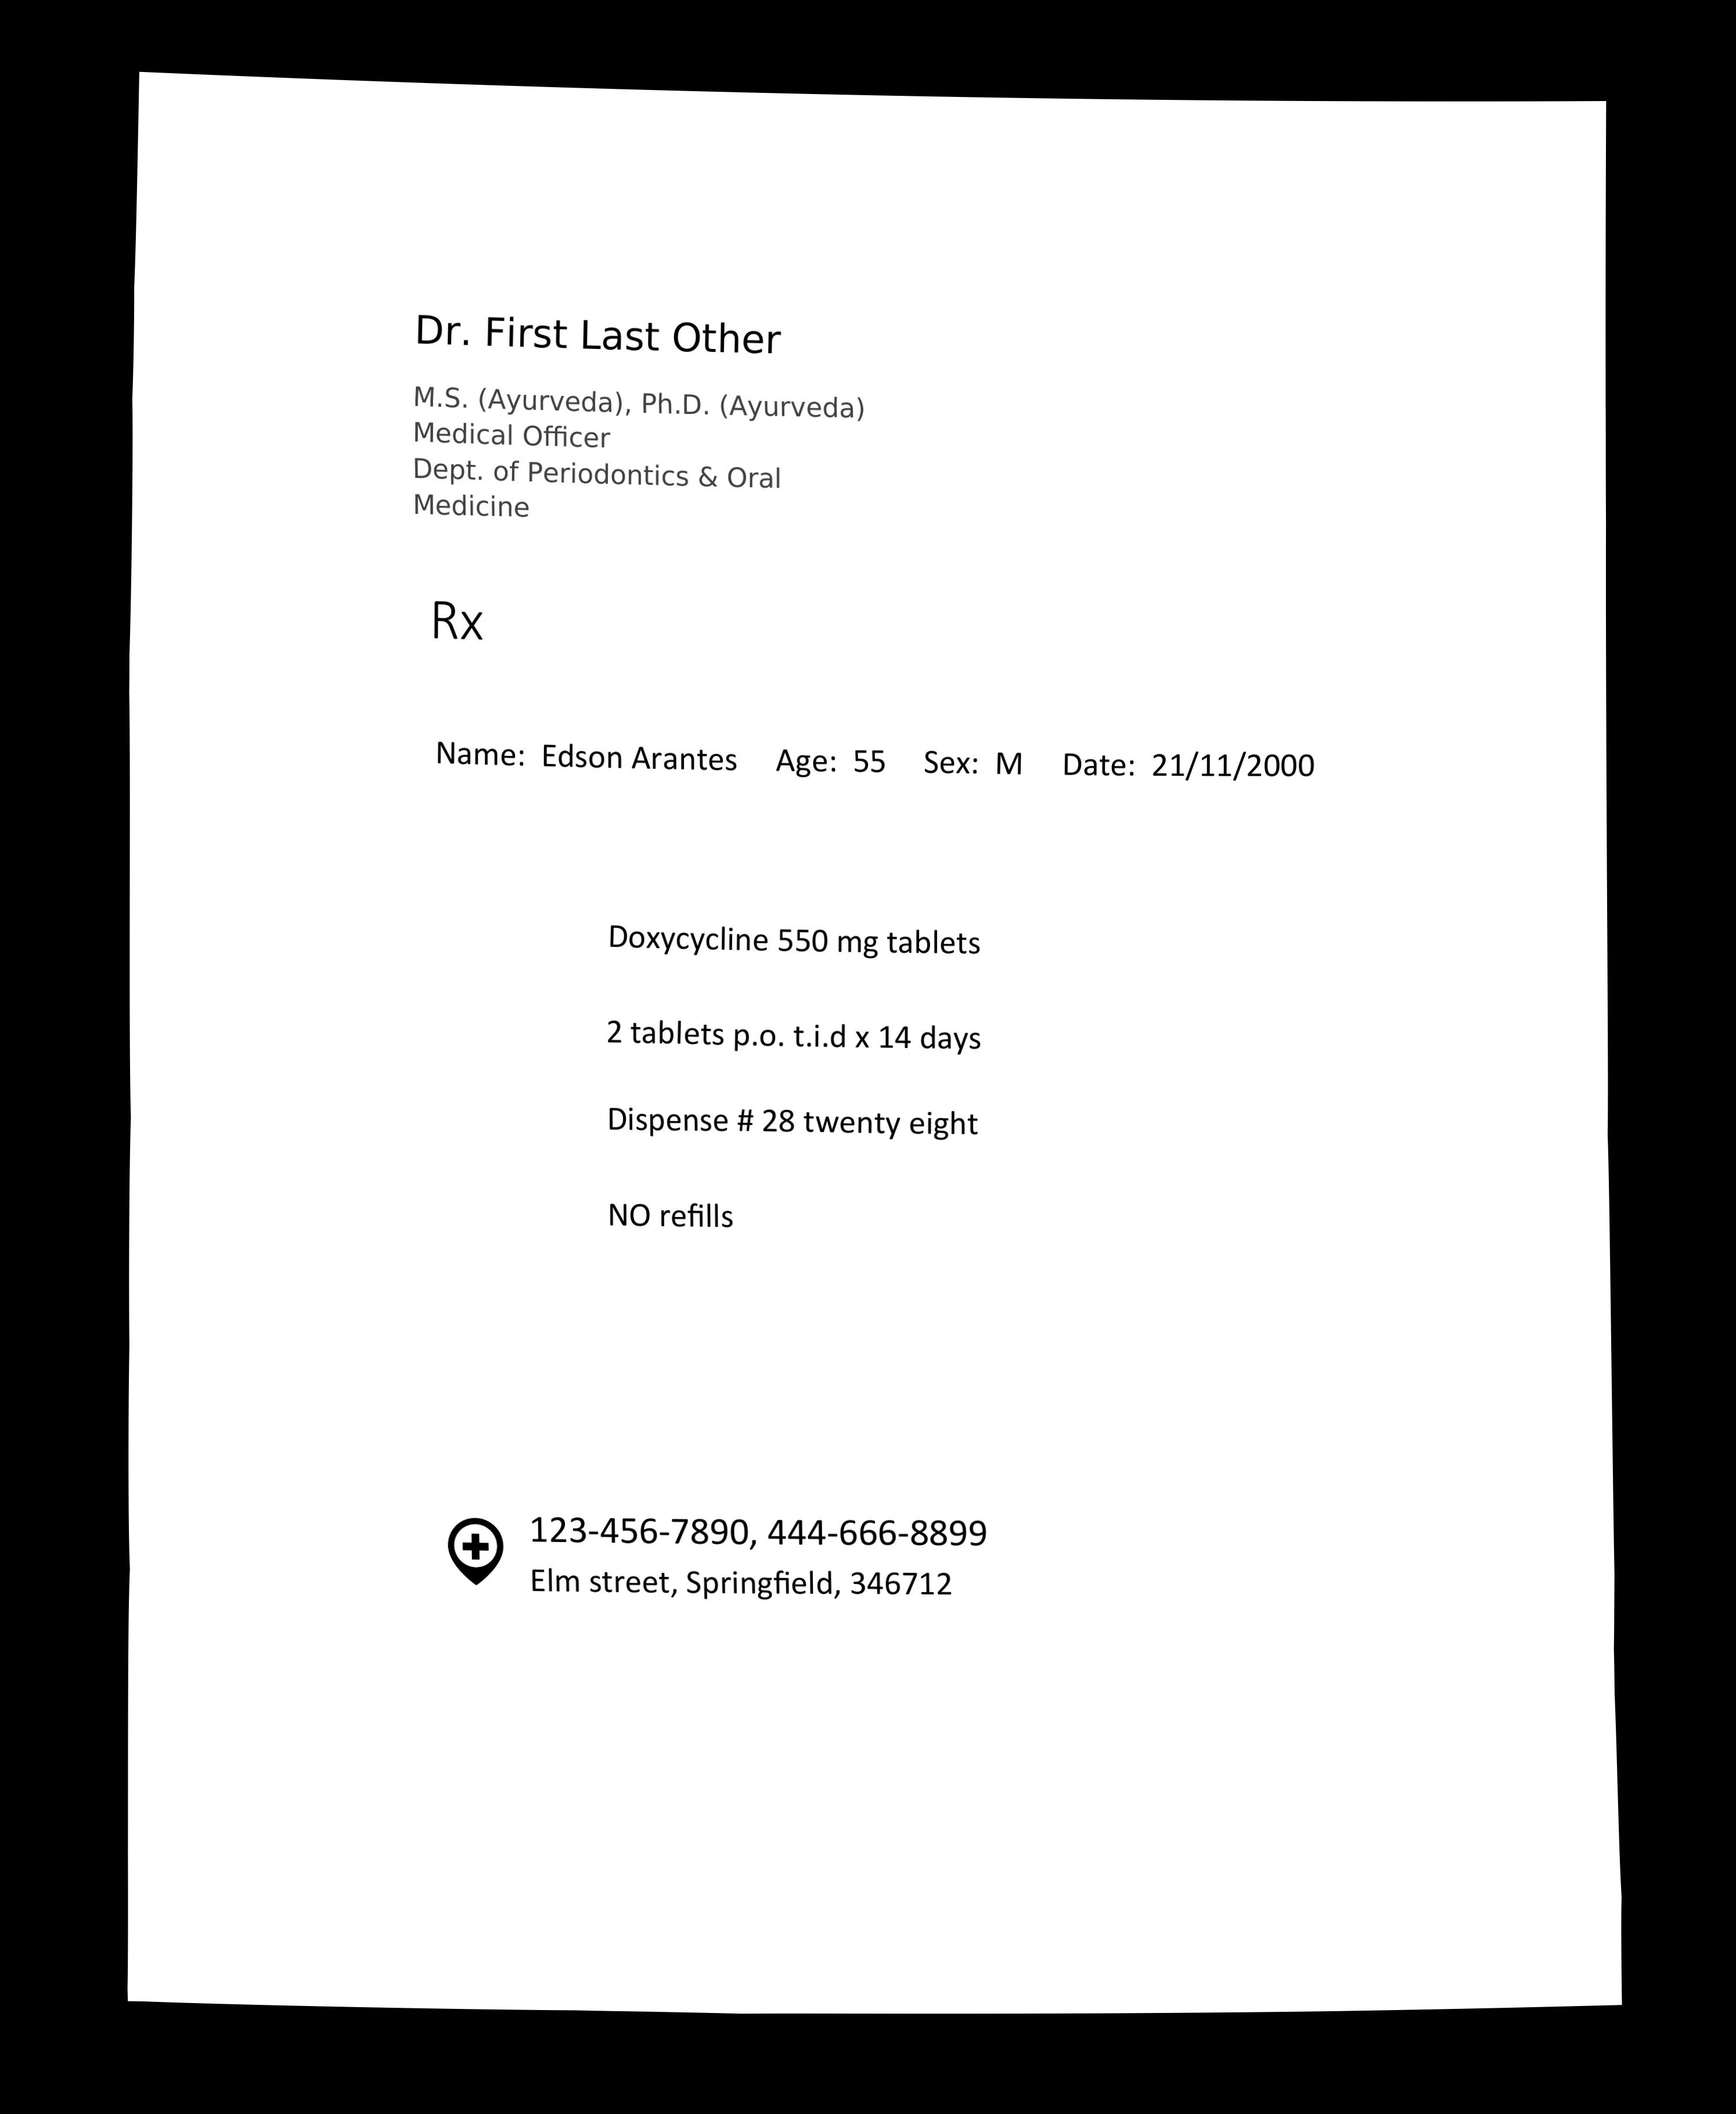 Dr. First Last Other
M.S. (Ayurveda), Ph.D. (Ayurveda)
Medical Officer
Dept. of Periodontics & Oral
Medicine
Rx
Name: Edson Arantes Age: 55 Sex: M Date: 21/11/2000
Doxycycline 550 mg tablets
2 tablets p.o. t.i.d x 14 days
Dispense # 28 twenty eight
NO refills
123-456-7890, 444-666-8899
Elm street, Springfield, 346712